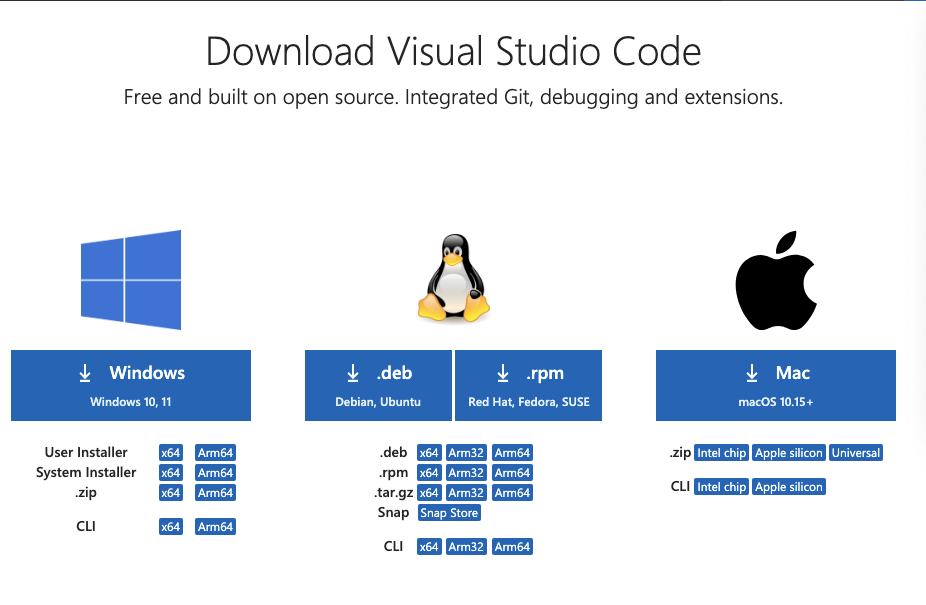 Download Visual Studio Code
Free and built on open source. Integrated Git, debugging and extensions.
Windows
Windows 10, 11
User Installer x64 Arm64
System Installer x64 Arm64
.zip x64 Arm64
CLI x64 Arm64
.deb
Debian, Ubuntu
.rpm
Red Hat, Fedora, SUSE
.deb x64 Arm32 Arm64
.rpm x64 Arm32 Arm64
.tar.gz x64 Arm32 Arm64
Snap Snap Store
CLI x64 Arm32 Arm64
Mac
macOS 10.15+
.zip Intel chip Apple silicon Universal
CLI Intel chip Apple silicon